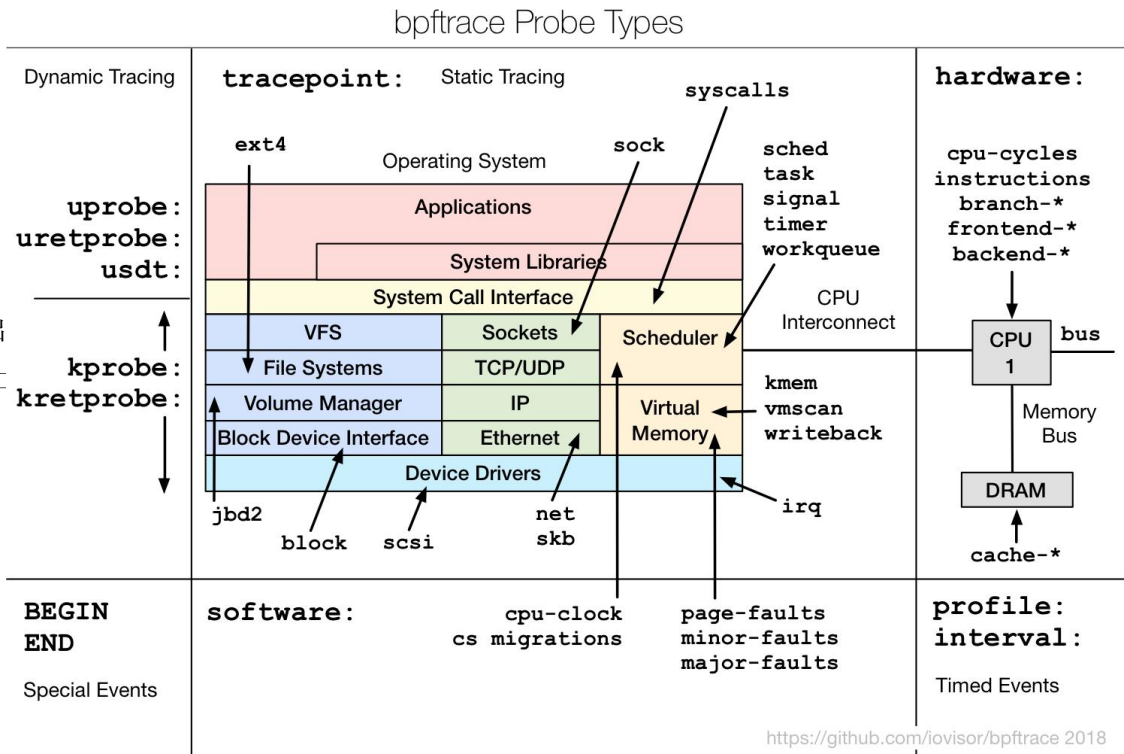 bpftrace Probe Types
Dynamic Tracing
uprobe:
uretprobe:
usdt:
kprobe:
kretprobe:
tracepoint:
Static Tracing
syscalls
ext4
Operating System
sock
sched
task
signal
timer
workqueue
Applications
System Libraries
System Call Interface
VFS
Sockets
Scheduler
File Systems
TCP/UDP
Volume Manager
IP
Virtual
Memory
Block Device Interface
Ethernet
Device Drivers
CPU
Interconnect
kmem
vmscan
writeback
jbd2
block
scsi
net
skb
irq
hardware:
cpu-cycles
instructions
branch-*
frontend-*
backend-*
CPU
1
bus
Memory
Bus
DRAM
cache-*
BEGIN
END
Special Events
software:
cpu-clock
cs migrations
page-faults
minor-faults
major-faults
profile:
interval:
Timed Events
https://github.com/iovisor/bpftrace 2018